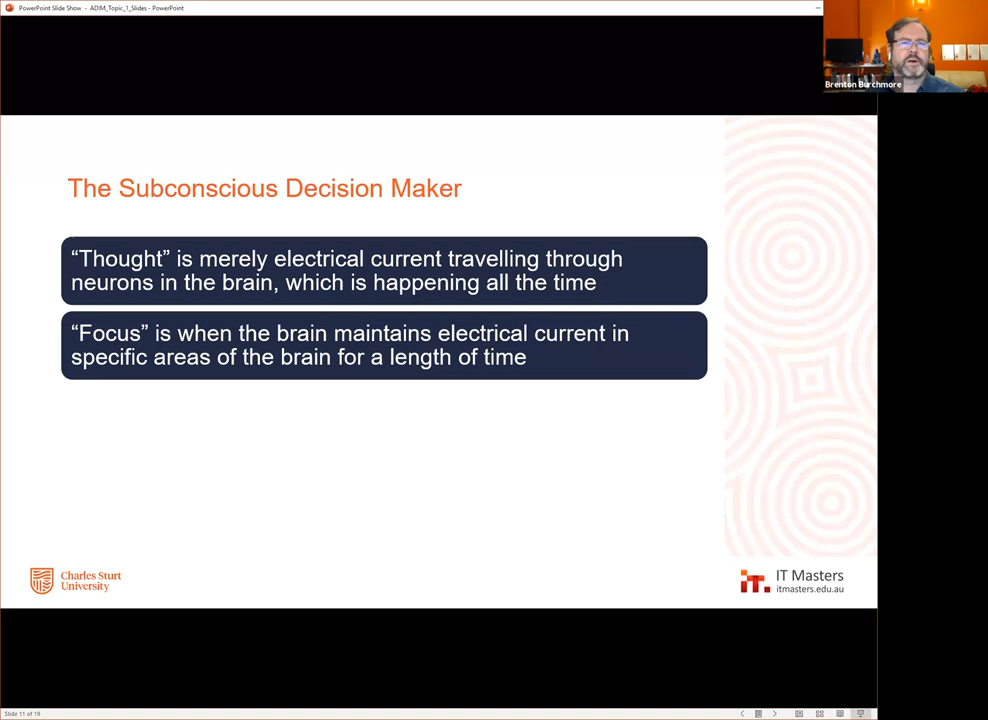 PowerPoint Slide Show - ADIM_Topic_1_Slides - PowerPoint
Brenton Burchmore
The Subconscious Decision Maker
“Thought” is merely electrical current travelling through
neurons in the brain, which is happening all the time
“Focus” is when the brain maintains electrical current in
specific areas of the brain for a length of time
Charles Sturt
University
IT Masters
itmasters.edu.au
Slide 11 of 19